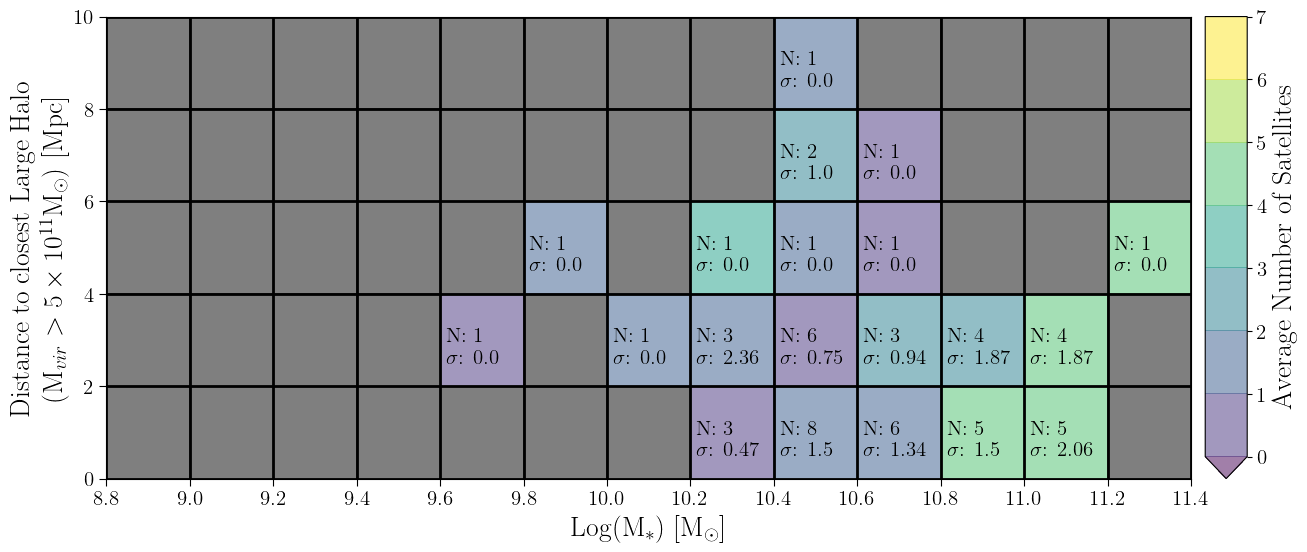 Distance to closest Large Halo
(M_vir > 5 × 10^11 M_⊙) [Mpc]
10
8
6
4
2
0
N: 1
σ: 0.0
N: 2
σ: 1.0
N: 1
σ: 0.0
N: 1
σ: 0.0
N: 1
σ: 0.0
N: 1
σ: 0.0
N: 1
σ: 0.0
N: 1
σ: 0.0
N: 1
σ: 0.0
N: 1
σ: 0.0
N: 3
σ: 2.36
N: 6
σ: 0.75
N: 3
σ: 0.94
N: 4
σ: 1.87
N: 4
σ: 1.87
N: 3
σ: 0.47
N: 8
σ: 1.5
N: 6
σ: 1.34
N: 5
σ: 1.5
N: 5
σ: 2.06
8.8 9.0 9.2 9.4 9.6 9.8 10.0 10.2 10.4 10.6 10.8 11.0 11.2 11.4
Log(M_*) [M_⊙]
7
6
5
4
3
2
1
0
Average Number of Satellites